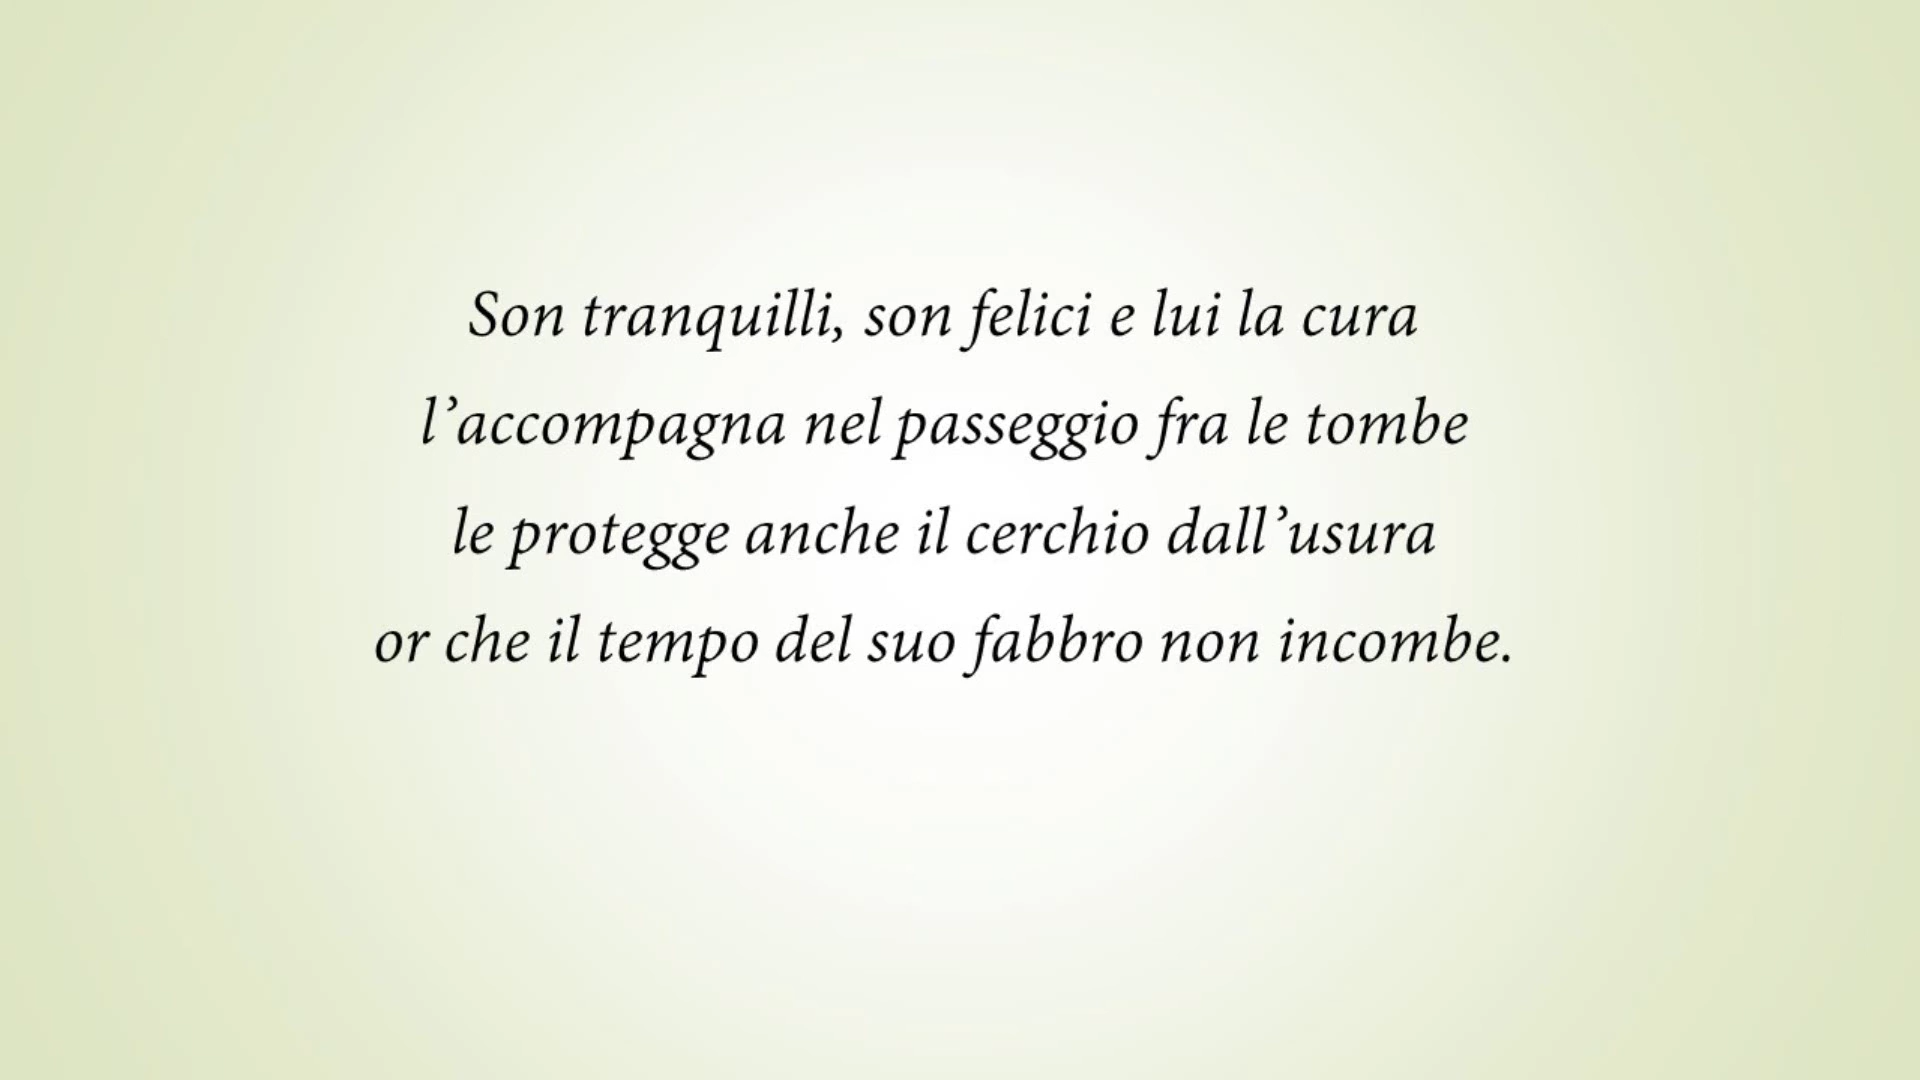 Son tranquilli, son felici e lui la cura
l’accompagna nel passeggio fra le tombe
le protegge anche il cerchio dall’usura
or che il tempo del suo fabbro non incombe.